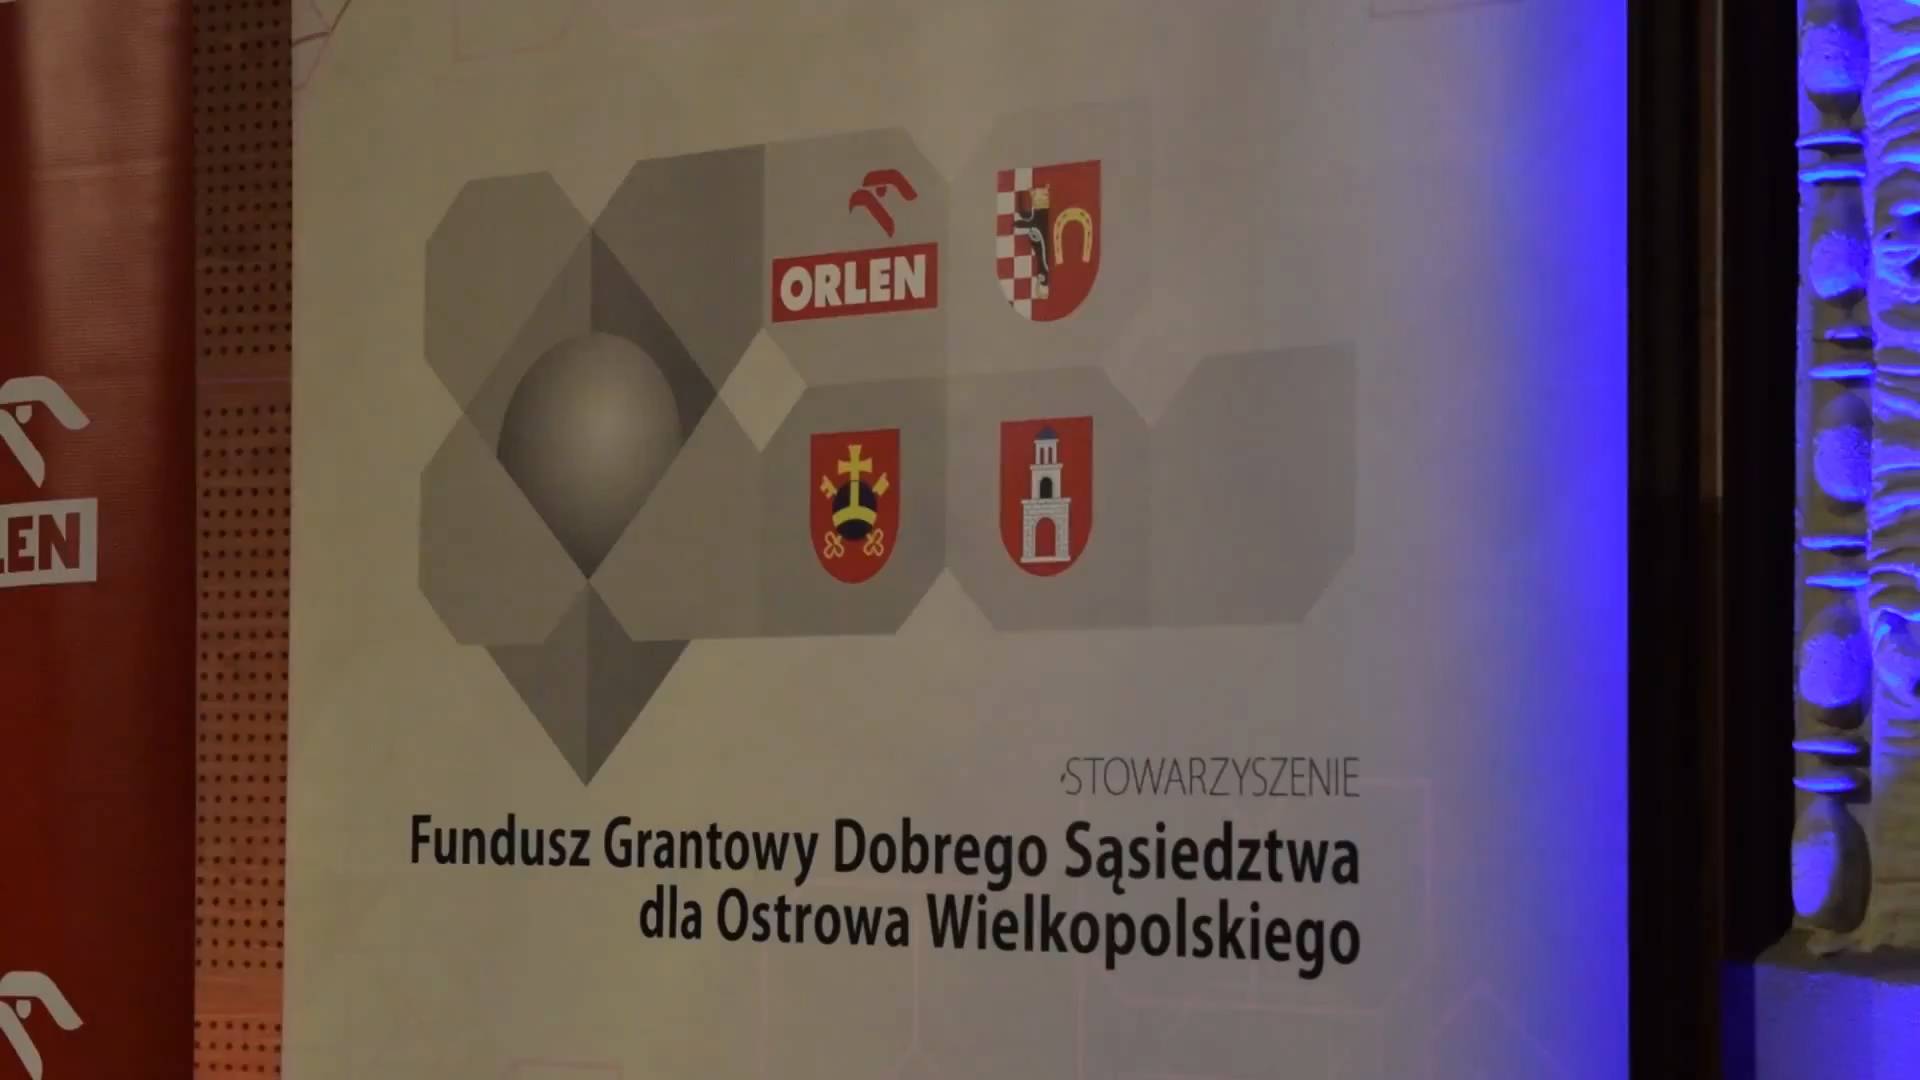 ORLEN
LEN
STOWARZYSZENIE
Fundusz Grantowy Dobrego Sąsiedztwa
dla Ostrowa Wielkopolskiego